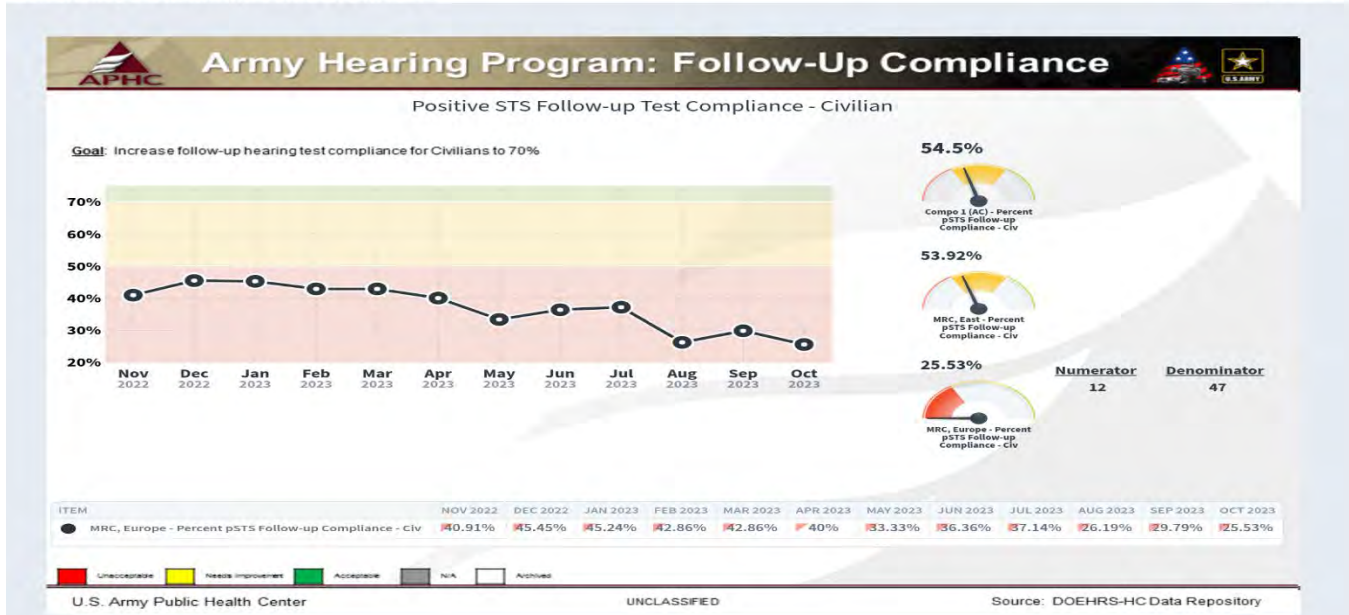 APHC
Army Hearing Program: Follow-Up Compliance
U.S. ARMY
Positive STS Follow-up Test Compliance - Civilian
Goal: Increase follow-up hearing test compliance for Civilians to 70%
70%
60%
50%
40%
30%
20%
Nov Dec Jan Feb Mar Apr May Jun Jul Aug Sep Oct
2022 2022 2023 2023 2023 2023 2023 2023 2023 2023 2023 2023
54.5%
Compo 1 (AC) - Percent
pSTS Follow-up
Compliance - Civ
53.92%
MRC, East - Percent
pSTS Follow-up
Compliance - Civ
25.53%
MRC, Europe - Percent
pSTS Follow-up
Compliance - Civ
Numerator Denominator
12 47
ITEM NOV 2022 DEC 2022 JAN 2023 FEB 2023 MAR 2023 APR 2023 MAY 2023 JUN 2023 JUL 2023 AUG 2023 SEP 2023 OCT 2023
MRC, Europe - Percent pSTS Follow-up Compliance - Civ 40.91% 45.45% 45.24% 42.86% 42.86% 40% 33.33% 36.36% 37.14% 26.19% 29.79% 25.53%
Unacceptable Needs Improvement Acceptable N/A Archived
U.S. Army Public Health Center UNCLASSIFIED Source: DOEHRS-HC Data Repository